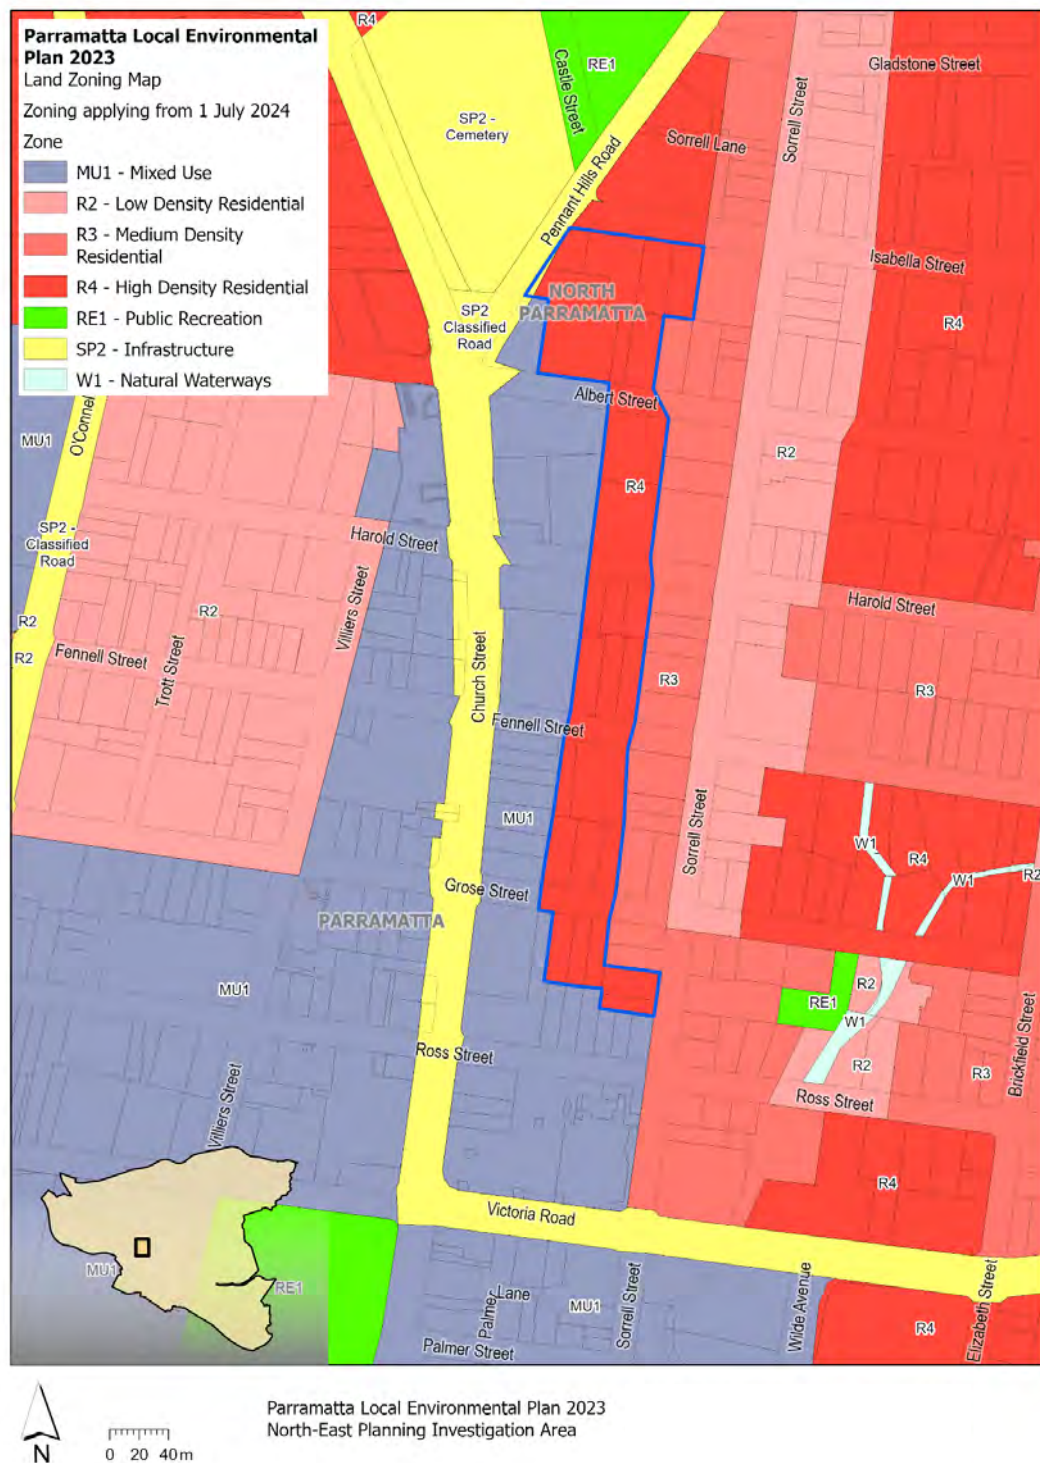 Parramatta Local Environmental
Plan 2023
Land Zoning Map
Zoning applying from 1 July 2024
Zone
MU1 - Mixed Use
R2 - Low Density Residential
R3 - Medium Density
Residential
R4 - High Density Residential
RE1 - Public Recreation
SP2 - Infrastructure
W1 - Natural Waterways
R4
RE1
Castle Street
SP2 -
Cemetery
Pennant Hills Road
Sorrell Lane
Sorrell Street
Gladstone Street
Isabella Street
NORTH
PARRAMATTA
SP2
Classified
Road
R4
Albert Street
O'Connel
MU1
R2
R4
SP2 -
Classified
Road
Harold Street
Villiers Street
R2
R2
R2
Fennell Street
Trott Street
Church Street
Harold Street
R3
R3
Fennell Street
MU1
Sorrell Street
W1
R4
W1
R2
Grose Street
PARRAMATTA
MU1
R2
RE1
W1
R2
R3
Brickfield Street
Ross Street
Ross Street
Villiers Street
R4
Victoria Road
MU1
RE1
Palmer
Lane
MU1
Sorrell Street
Wilde Avenue
R4
Elizabeth Street
Palmer Street
N
0 20 40m
Parramatta Local Environmental Plan 2023
North-East Planning Investigation Area